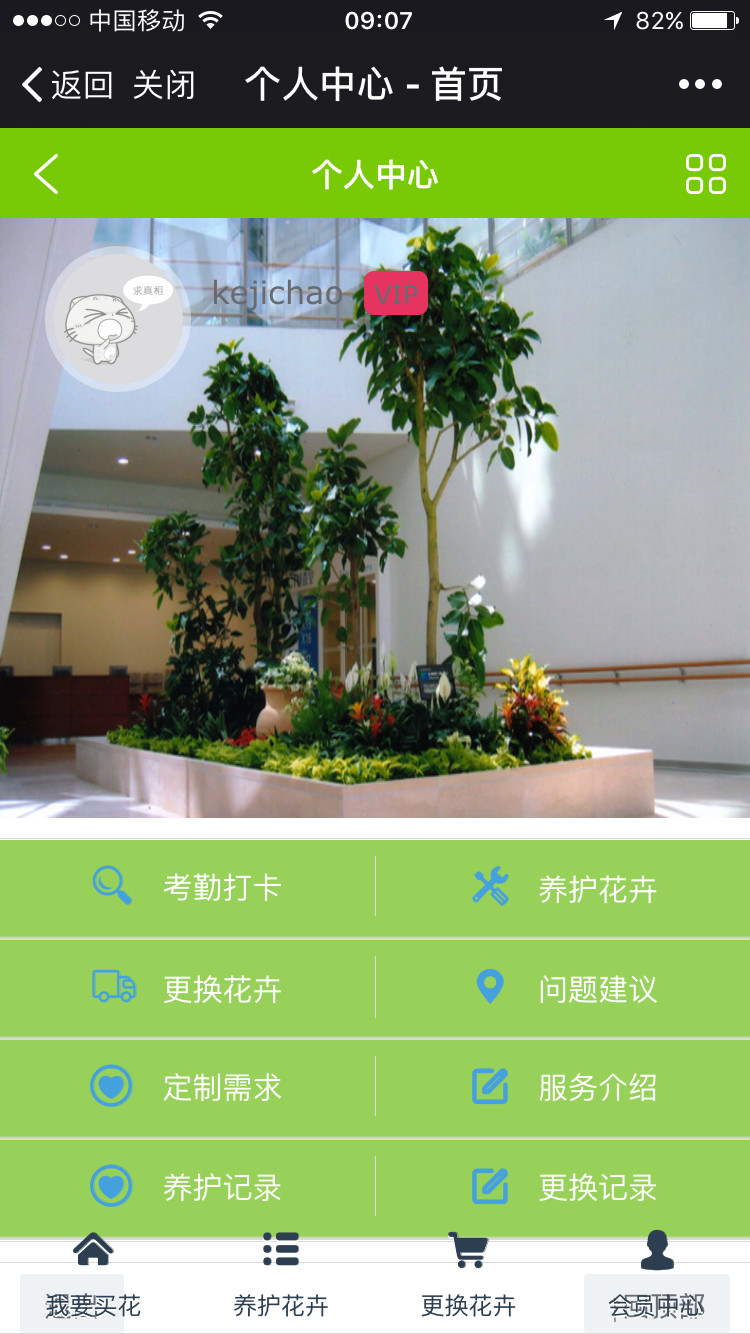 中国移动 09:07 82%
返回 关闭 个人中心 - 首页
个人中心
求真相
kejichao VIP
考勤打卡 养护花卉
更换花卉 问题建议
定制需求 服务介绍
养护记录 更换记录
我要买花 养护花卉 更换花卉 会员中心